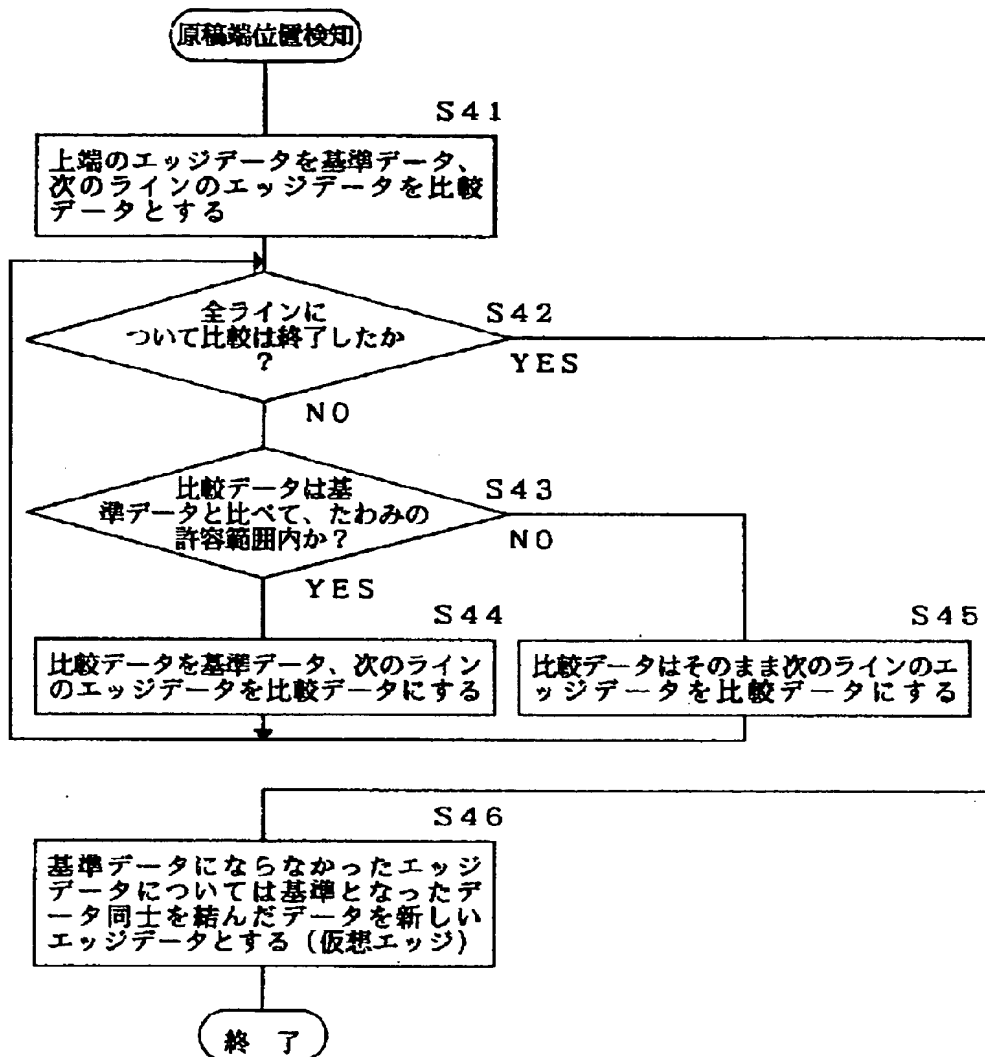 原稿端位置検知
S41
上端のエッジデータを基準データ、
次のラインのエッジデータを比較
データとする
全ラインに
ついて比較は終了したか
?
S42
YES
NO
比較データは基
準データと比べて、たわみの
許容範囲内か?
S43
NO
YES
S44
比較データを基準データ、次のライン
のエッジデータを比較データにする
S45
比較データはそのまま次のラインのエ
ッジデータを比較データにする
S46
基準データにならなかったエッジ
データについては基準となったデ
ータ同士を結んだデータを新しい
エッジデータとする(仮想エッジ)
終 了